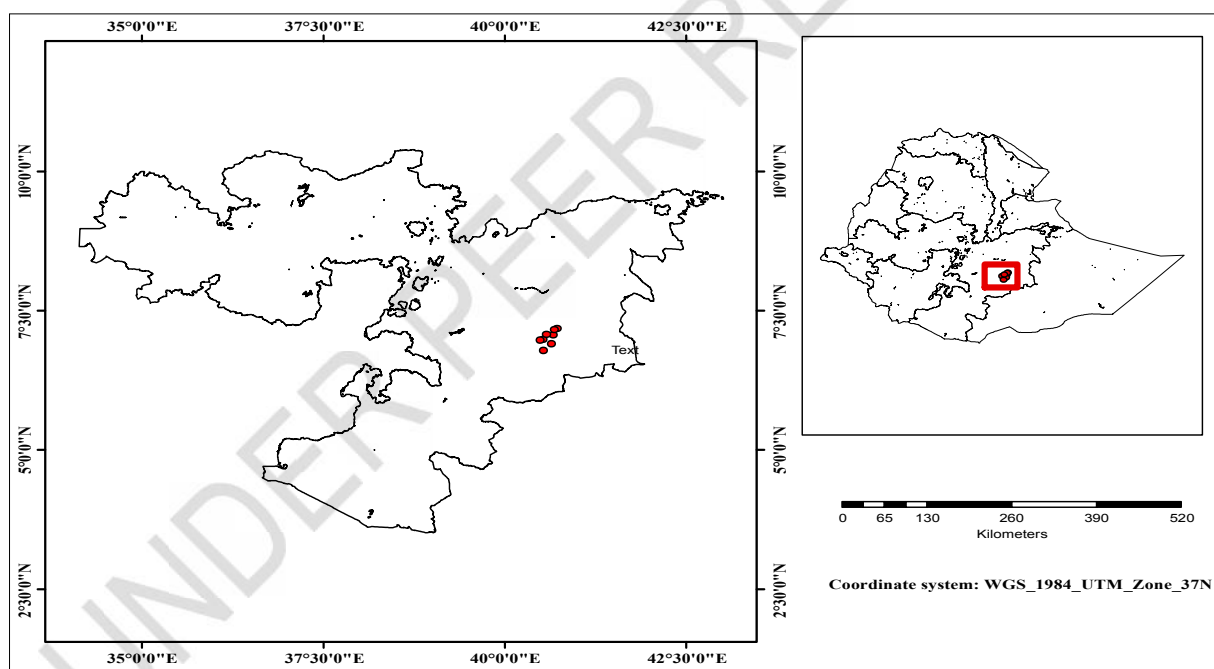 35°0'0"E 37°30'0"E 40°0'0"E 42°30'0"E
10°0'0"N 10°0'0"N
7°30'0"N 7°30'0"N
Text
5°0'0"N 5°0'0"N
2°30'0"N 2°30'0"N
35°0'0"E 37°30'0"E 40°0'0"E 42°30'0"E
0 65 130 260 390 520
Kilometers
Coordinate system: WGS_1984_UTM_Zone_37N
UNDER PEER RE